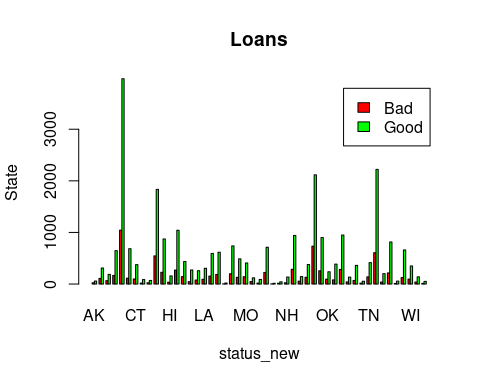 Loans
Bad
Good
State
3000
2000
1000
0
AK CT HI LA MO NH OK TN WI
status_new